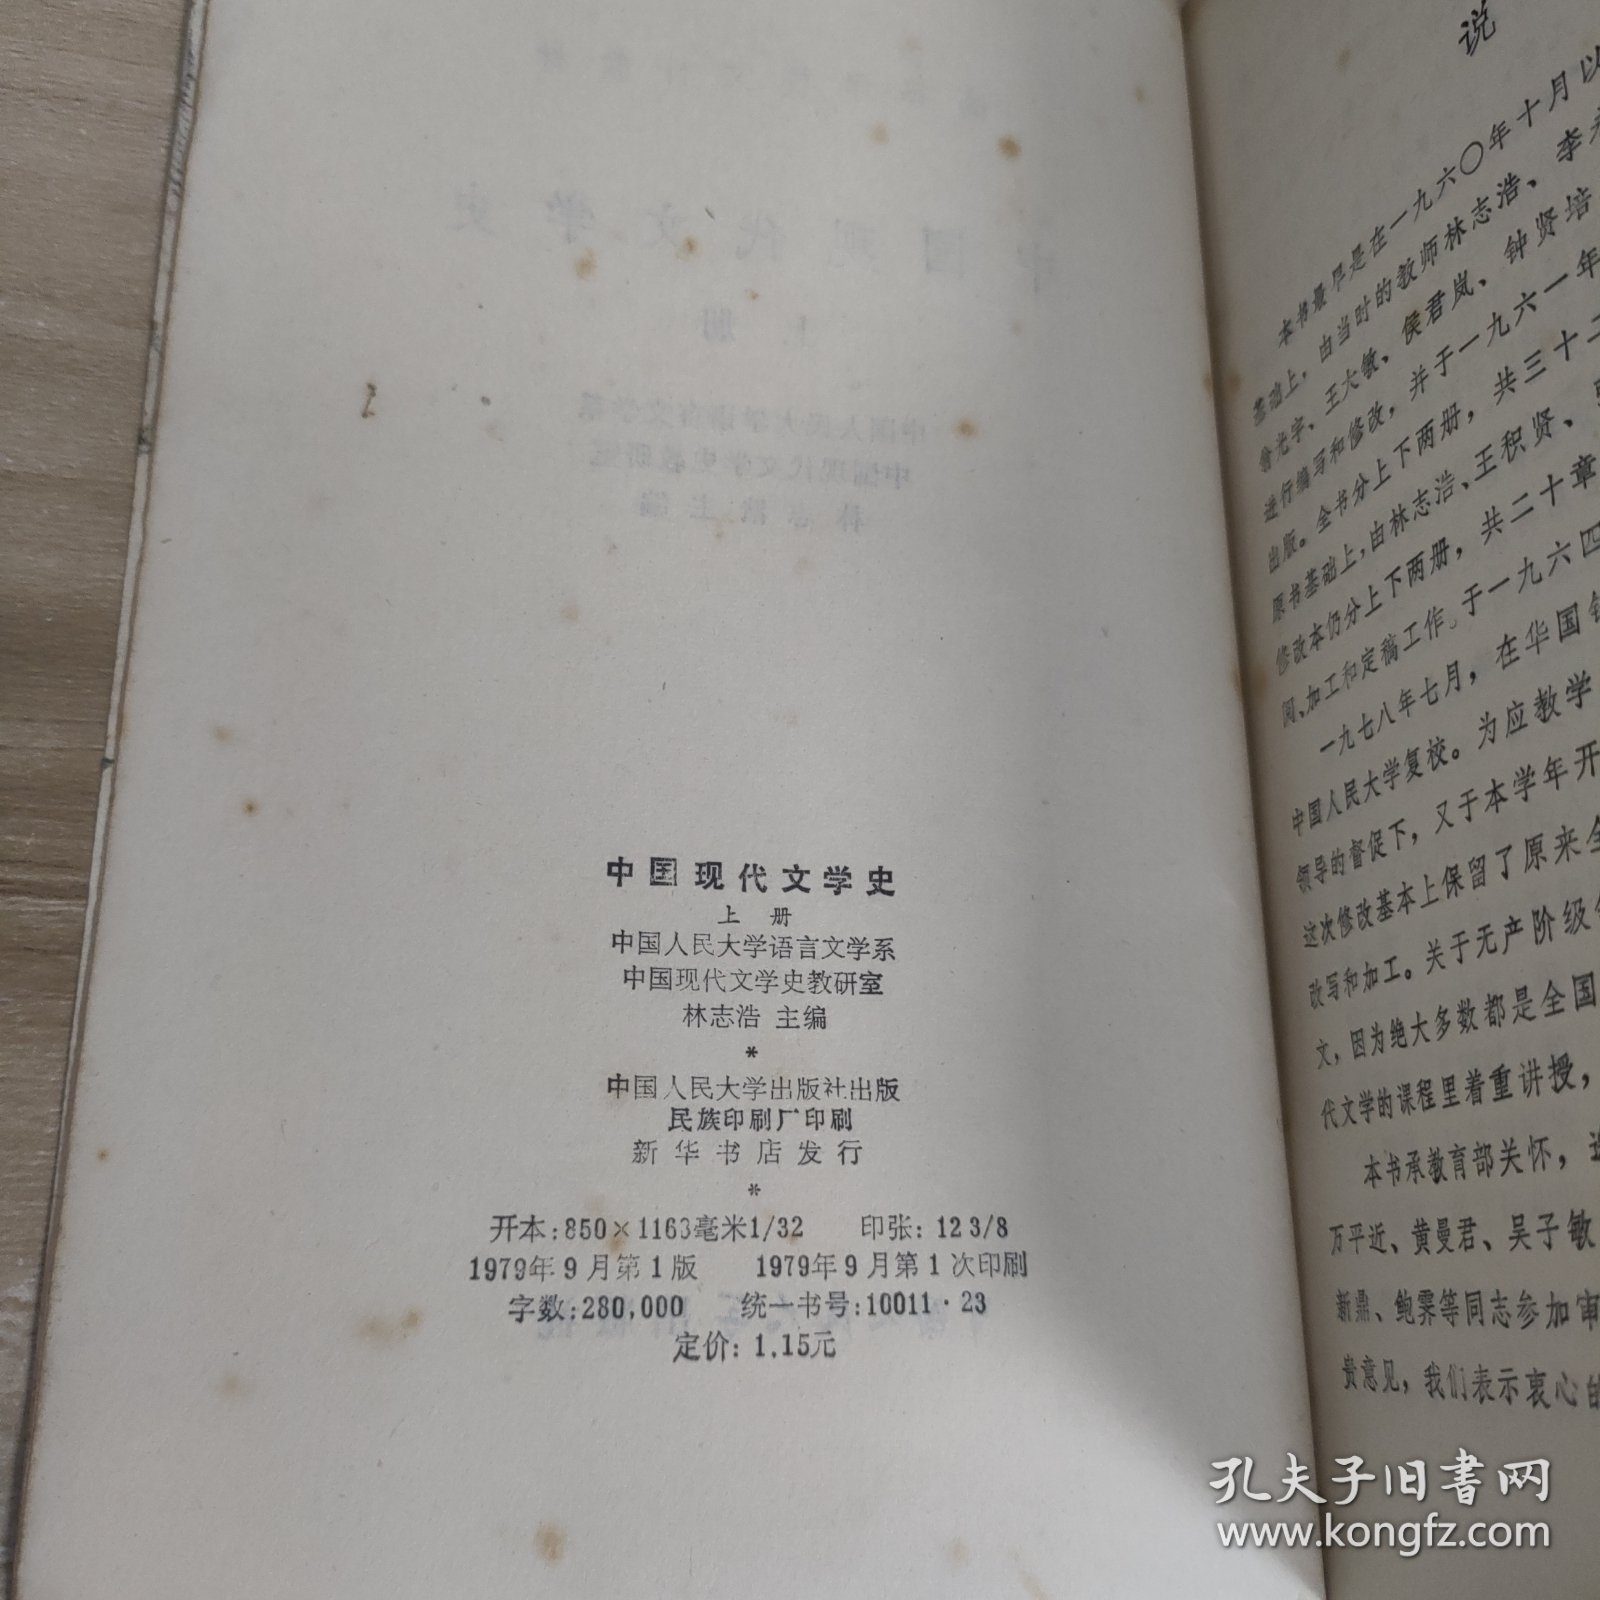 中国现代文学史
上 册
中国人民大学语言文学系
中国现代文学史教研室
林志浩 主编
*
中国人民大学出版社出版
民族印刷厂印刷
新华书店发行
*
开本:850×1163毫米1/32 印张:12 3/8
1979年9月第1版 1979年9月第1次印刷
字数:280,000 统一书号:10011·23
定价:1.15元
说
本书最早是在一九六〇年十月以
基础上,由当时的教师林志浩、李
俞光宇、王大敏、侯君岚、钟贤培
进行编写和修改,并于一九六一年
出版。全书分上下两册,共三十二
原书基础上,由林志浩、王积贤、
修改本仍分上下两册,共二十章
阅、加工和定稿工作。于一九六四
一九七八年七月,在华国
中国人民大学复校。为应教学
领导的督促下,又于本学年开
这次修改基本上保留了原来全
改写和加工。关于无产阶级
文,因为绝大多数都是全国
代文学的课程里着重讲授,
本书承教育部关怀,
万平近、黄曼君、吴子敏
新鼎、鲍霁等同志参加审
贵意见,我们表示衷心的
孔夫子旧书网
www.kongfz.com